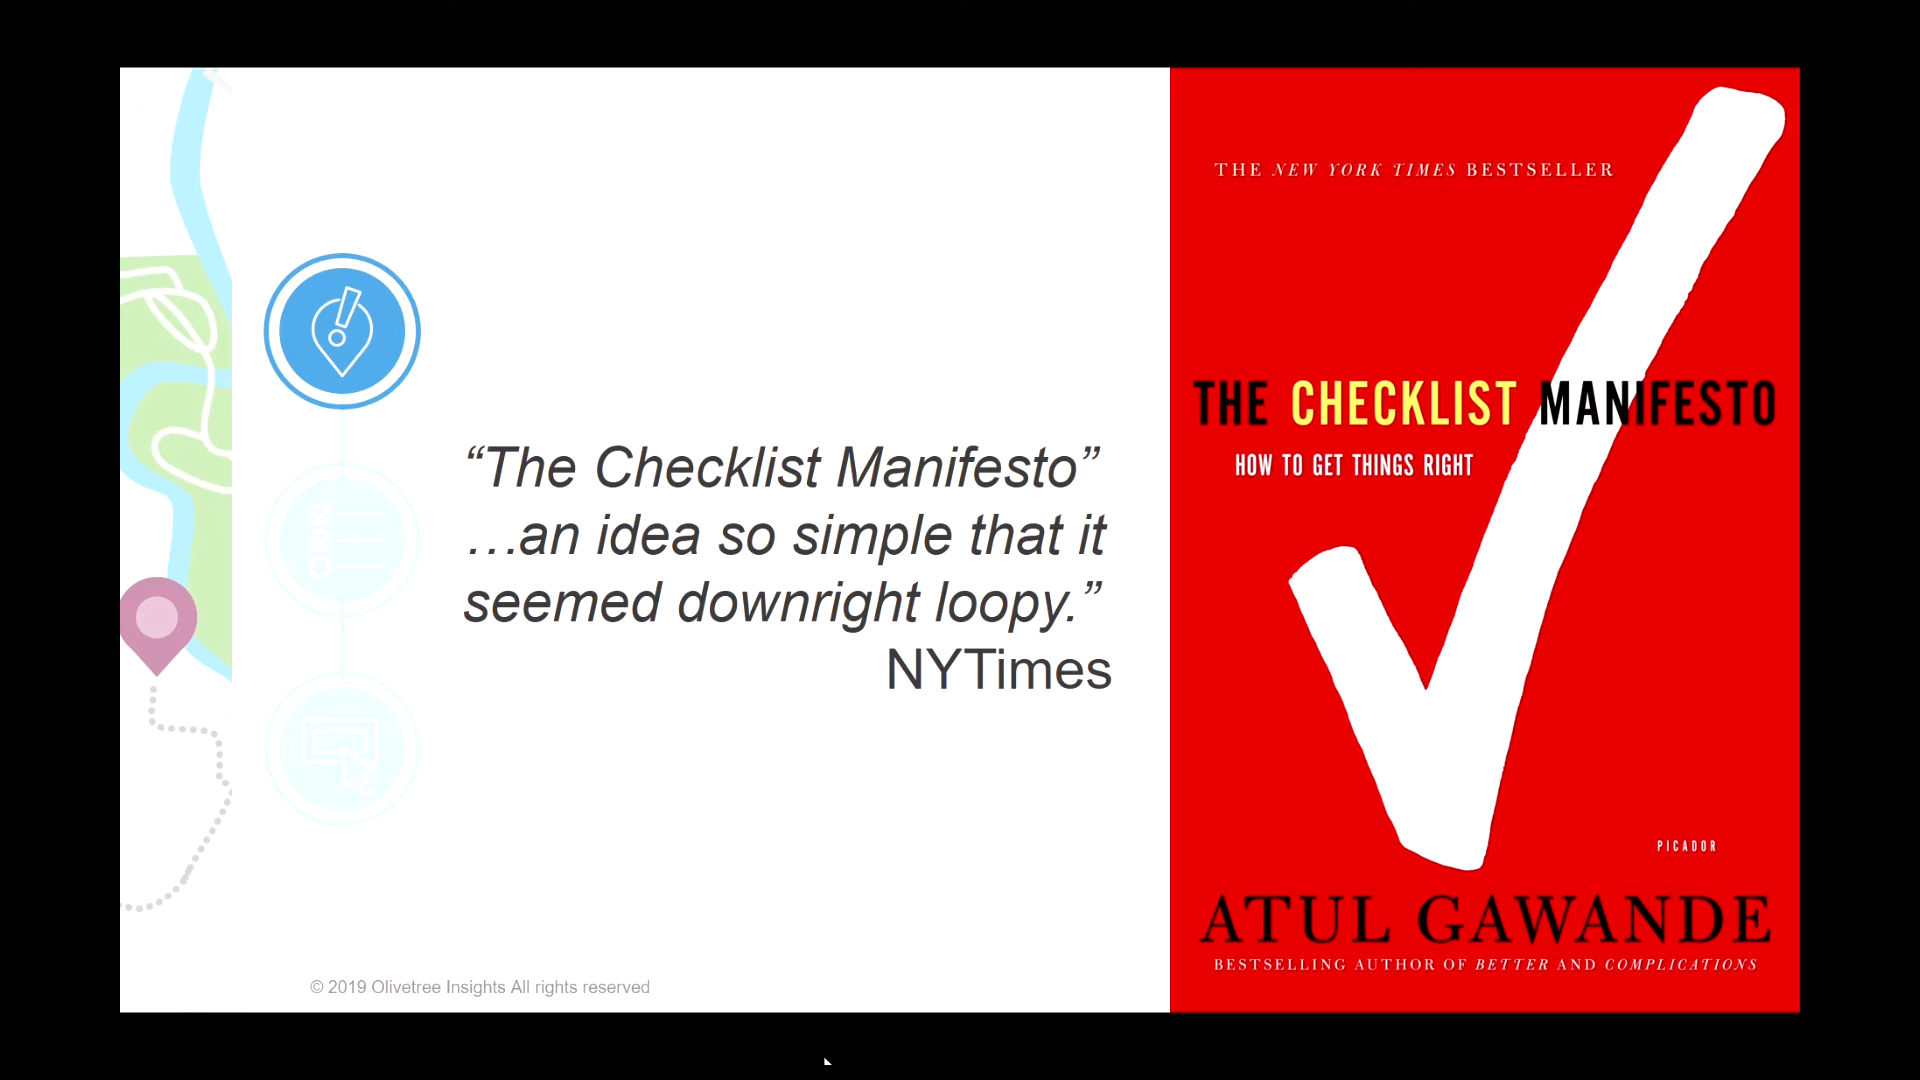 “The Checklist Manifesto”
…an idea so simple that it
seemed downright loopy.”
NYTimes
© 2019 Olivetree Insights All rights reserved
THE NEW YORK TIMES BESTSELLER
THE CHECKLIST MANIFESTO
HOW TO GET THINGS RIGHT
PICADOR
ATUL GAWANDE
BESTSELLING AUTHOR OF BETTER AND COMPLICATIONS